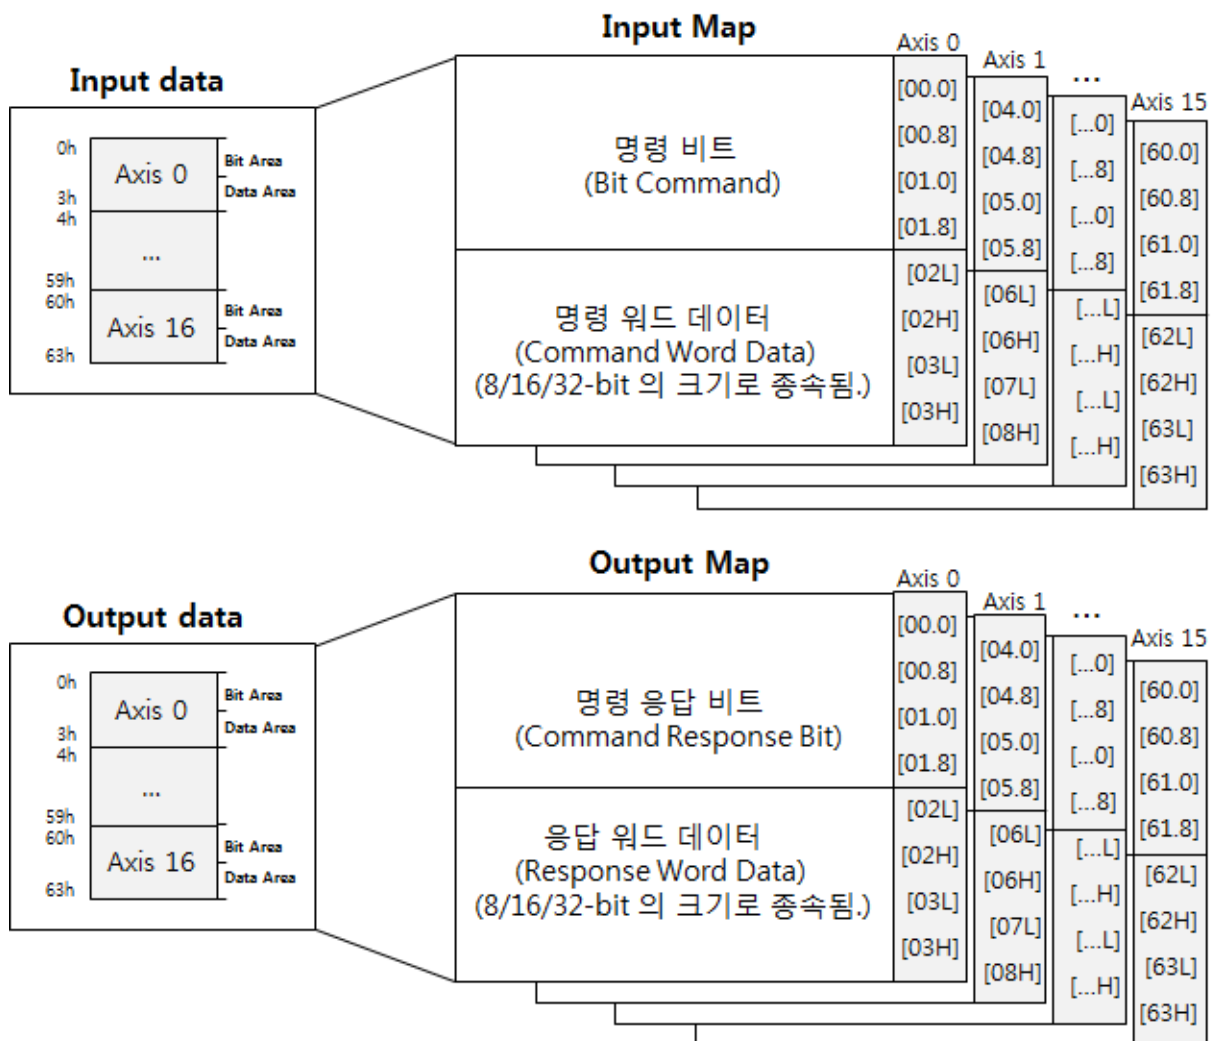 Input Map
Input data
0h
Axis 0
Bit Area
Data Area
3h
4h
...
59h
60h
Axis 16
Bit Area
Data Area
63h
명령 비트
(Bit Command)
명령 워드 데이터
(Command Word Data)
(8/16/32-bit 의 크기로 종속됨.)
Axis 0
[00.0]
[00.8]
[01.0]
[01.8]
[02L]
[02H]
[03L]
[03H]
Axis 1
[04.0]
[04.8]
[05.0]
[05.8]
[06L]
[06H]
[07L]
[08H]
...
[...0]
[...8]
[...0]
[...8]
[...L]
[...H]
[...L]
[...H]
Axis 15
[60.0]
[60.8]
[61.0]
[61.8]
[62L]
[62H]
[63L]
[63H]
Output Map
Output data
0h
Axis 0
Bit Area
Data Area
3h
4h
...
59h
60h
Axis 16
Bit Area
Data Area
63h
명령 응답 비트
(Command Response Bit)
응답 워드 데이터
(Response Word Data)
(8/16/32-bit 의 크기로 종속됨.)
Axis 0
[00.0]
[00.8]
[01.0]
[01.8]
[02L]
[02H]
[03L]
[03H]
Axis 1
[04.0]
[04.8]
[05.0]
[05.8]
[06L]
[06H]
[07L]
[08H]
...
[...0]
[...8]
[...0]
[...8]
[...L]
[...H]
[...L]
[...H]
Axis 15
[60.0]
[60.8]
[61.0]
[61.8]
[62L]
[62H]
[63L]
[63H]